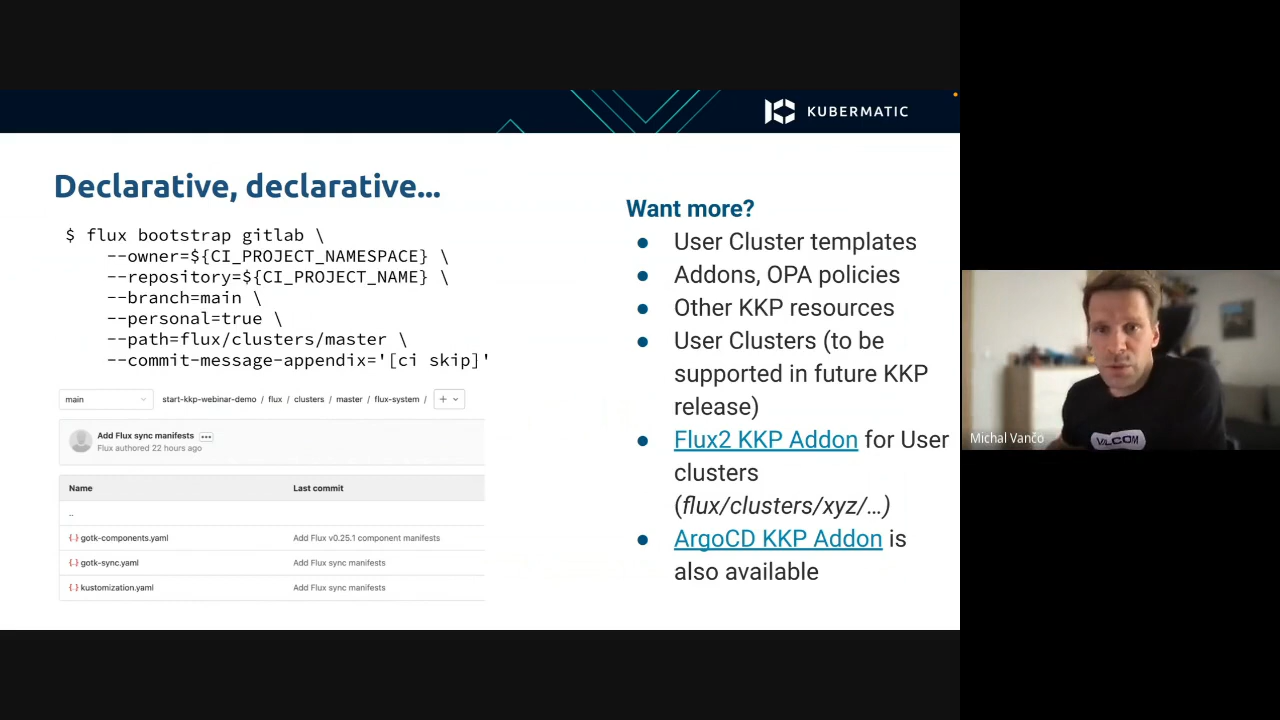 KUBERMATIC
Declarative, declarative...
$ flux bootstrap gitlab \
--owner=${CI_PROJECT_NAMESPACE} \
--repository=${CI_PROJECT_NAME} \
--branch=main \
--personal=true \
--path=flux/clusters/master \
--commit-message-appendix='[ci skip]'
main
start-kkp-webinar-demo / flux / clusters / master / flux-system / +
Add Flux sync manifests
Flux authored 22 hours ago
Name Last commit
..
gotk-components.yaml Add Flux v0.25.1 component manifests
gotk-sync.yaml Add Flux sync manifests
kustomization.yaml Add Flux sync manifests
Want more?
● User Cluster templates
● Addons, OPA policies
● Other KKP resources
● User Clusters (to be
supported in future KKP
release)
● Flux2 KKP Addon for User
clusters
(flux/clusters/xyz/…)
● ArgoCD KKP Addon is
also available
Michal Vančo